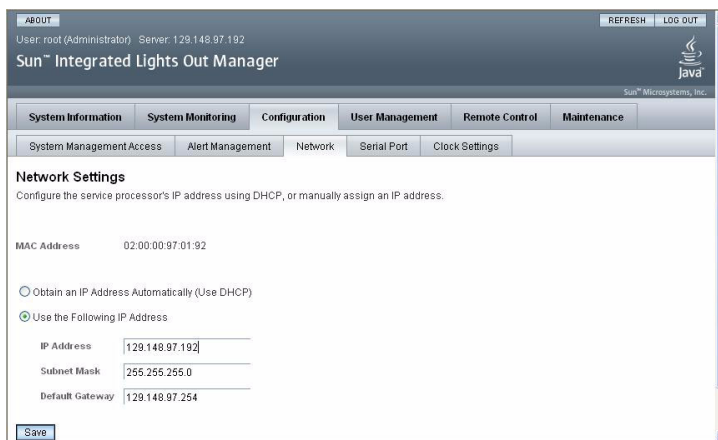 ABOUT
REFRESH LOG OUT
User: root (Administrator) Server: 129.148.97.192
Sun™ Integrated Lights Out Manager
Java™
Sun™ Microsystems, Inc.
System Information System Monitoring Configuration User Management Remote Control Maintenance
System Management Access Alert Management Network Serial Port Clock Settings
Network Settings
Configure the service processor's IP address using DHCP, or manually assign an IP address.
MAC Address 02:00:00:97:01:92
Obtain an IP Address Automatically (Use DHCP)
Use the Following IP Address
IP Address 129.148.97.192
Subnet Mask 255.255.255.0
Default Gateway 129.148.97.254
Save